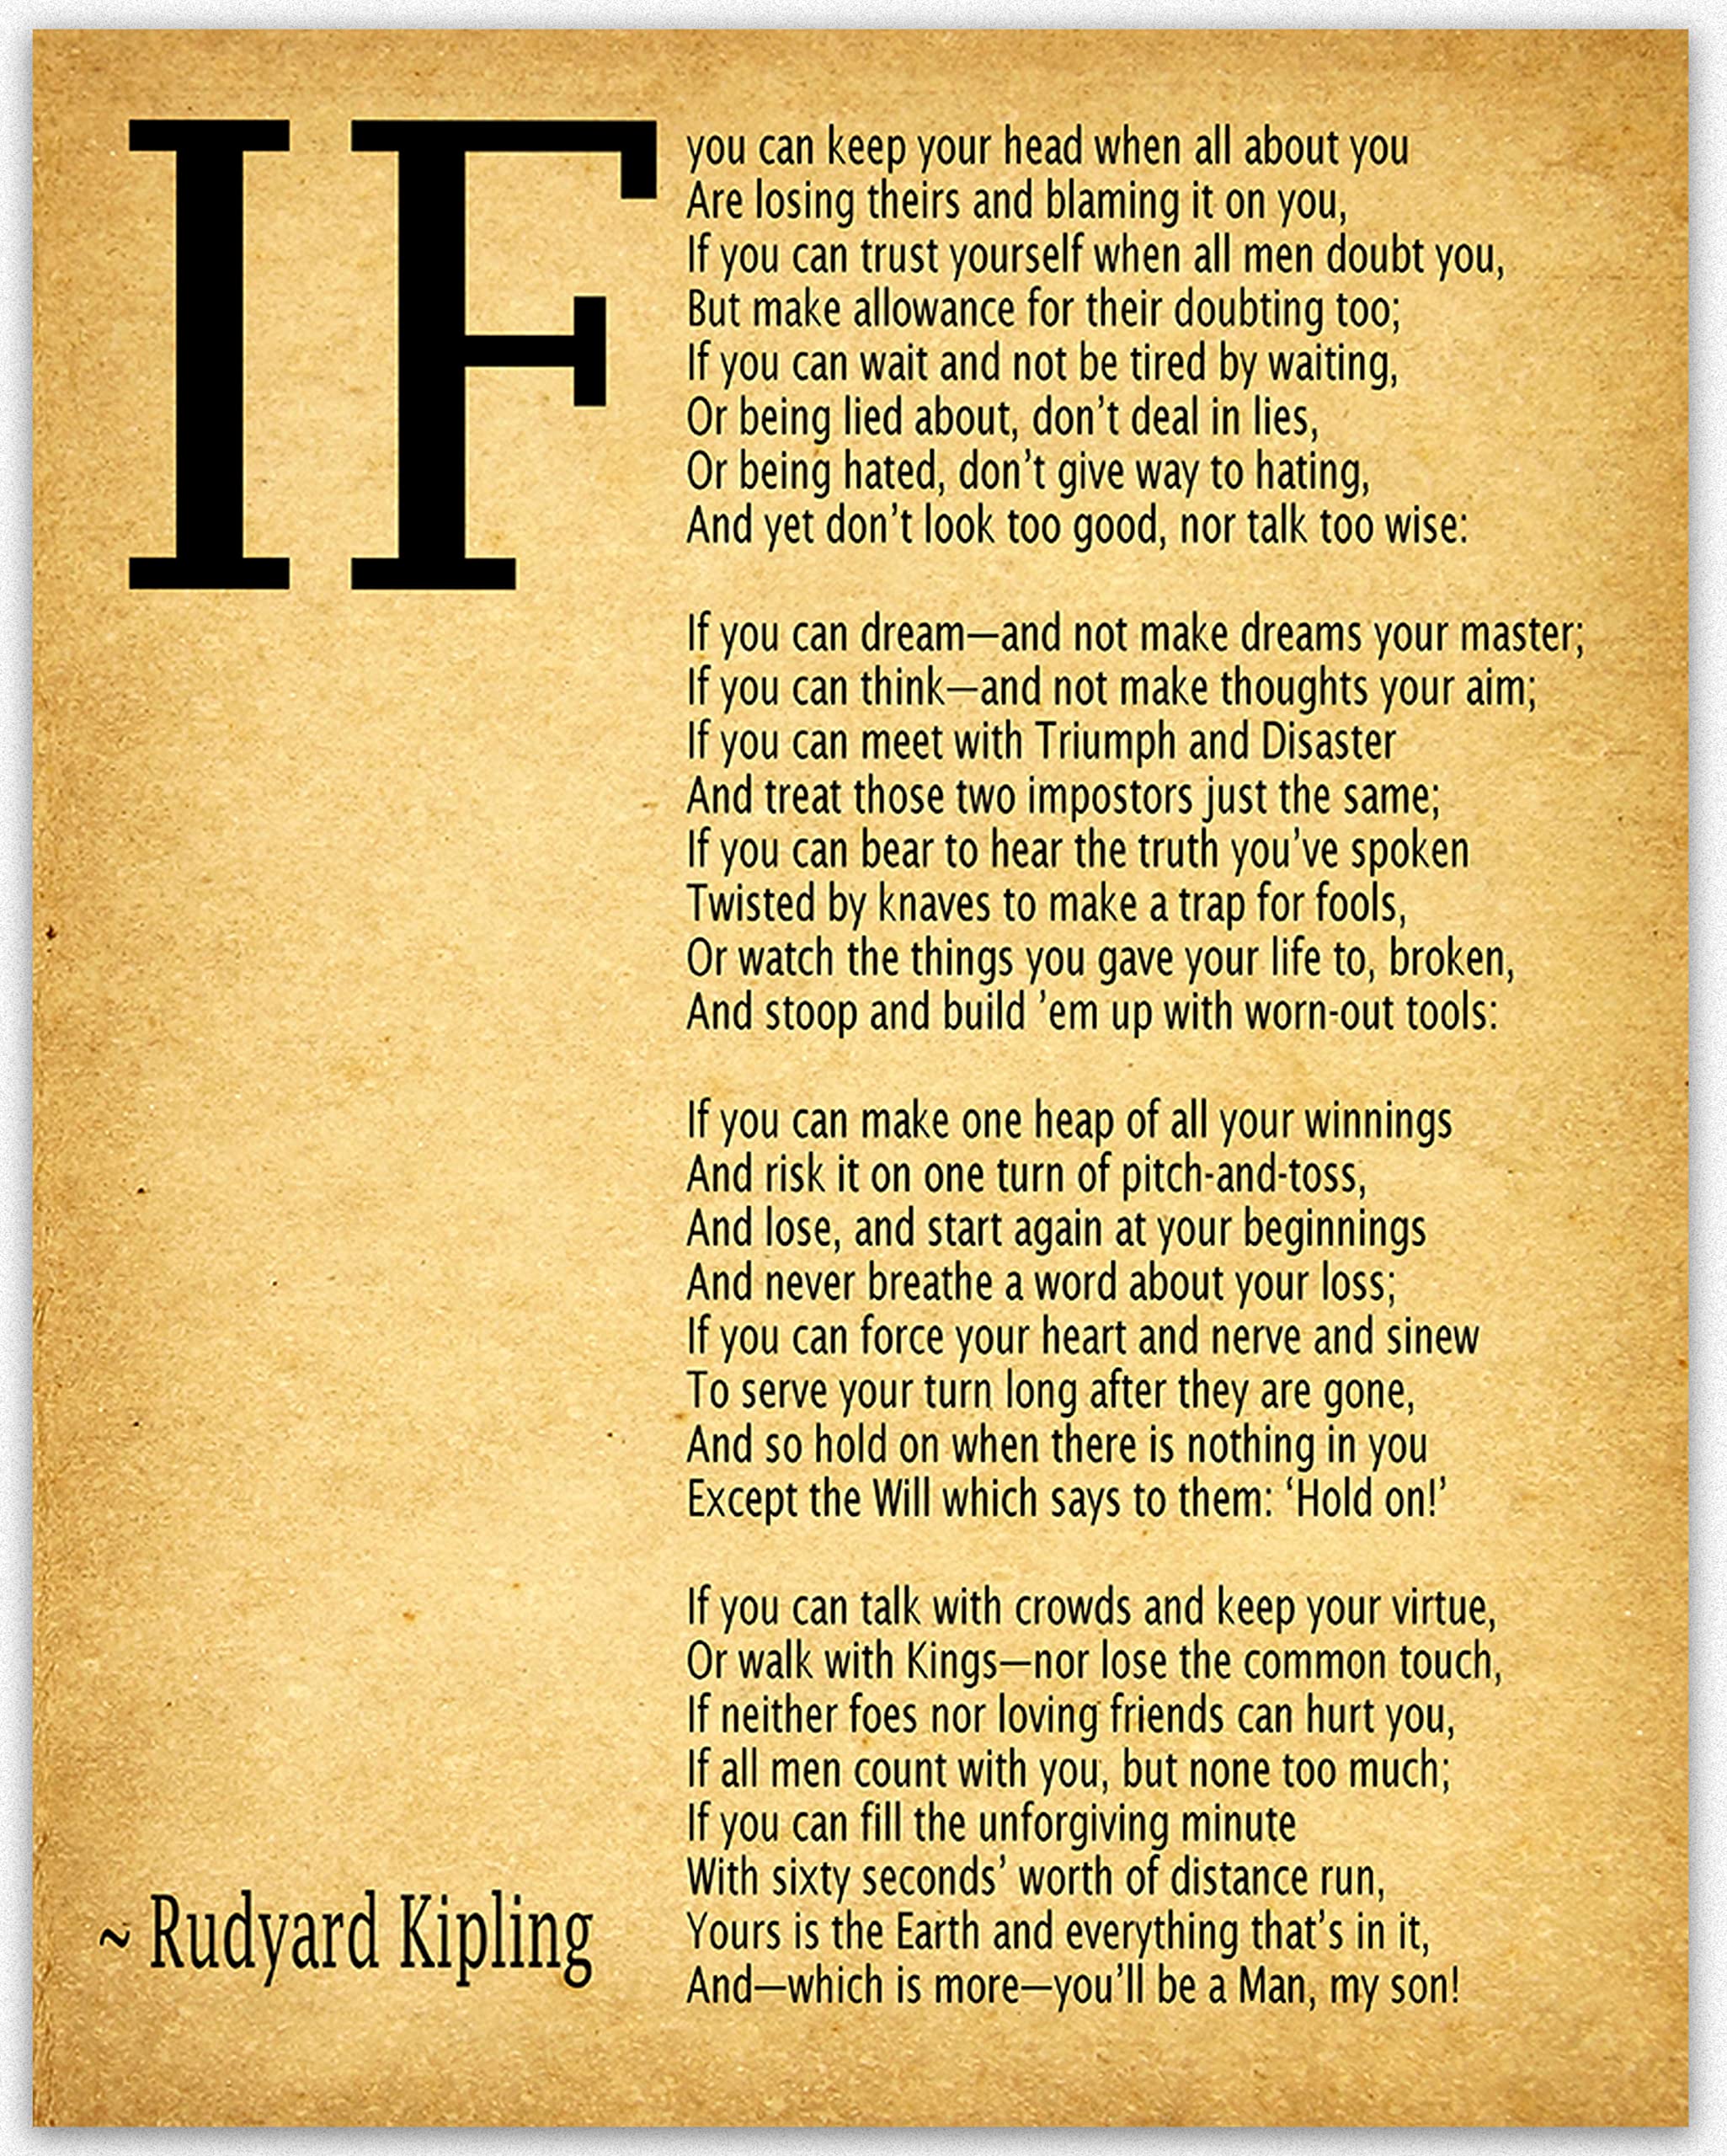 IF
you can keep your head when all about you
Are losing theirs and blaming it on you,
If you can trust yourself when all men doubt you,
But make allowance for their doubting too;
If you can wait and not be tired by waiting,
Or being lied about, don’t deal in lies,
Or being hated, don’t give way to hating,
And yet don’t look too good, nor talk too wise:

If you can dream—and not make dreams your master;
If you can think—and not make thoughts your aim;
If you can meet with Triumph and Disaster
And treat those two impostors just the same;
If you can bear to hear the truth you’ve spoken
Twisted by knaves to make a trap for fools,
Or watch the things you gave your life to, broken,
And stoop and build ’em up with worn-out tools:

If you can make one heap of all your winnings
And risk it on one turn of pitch-and-toss,
And lose, and start again at your beginnings
And never breathe a word about your loss;
If you can force your heart and nerve and sinew
To serve your turn long after they are gone,
And so hold on when there is nothing in you
Except the Will which says to them: ‘Hold on!’

If you can talk with crowds and keep your virtue,
Or walk with Kings—nor lose the common touch,
If neither foes nor loving friends can hurt you,
If all men count with you, but none too much;
If you can fill the unforgiving minute
With sixty seconds’ worth of distance run,
Yours is the Earth and everything that’s in it,
And—which is more—you’ll be a Man, my son!
~ Rudyard Kipling